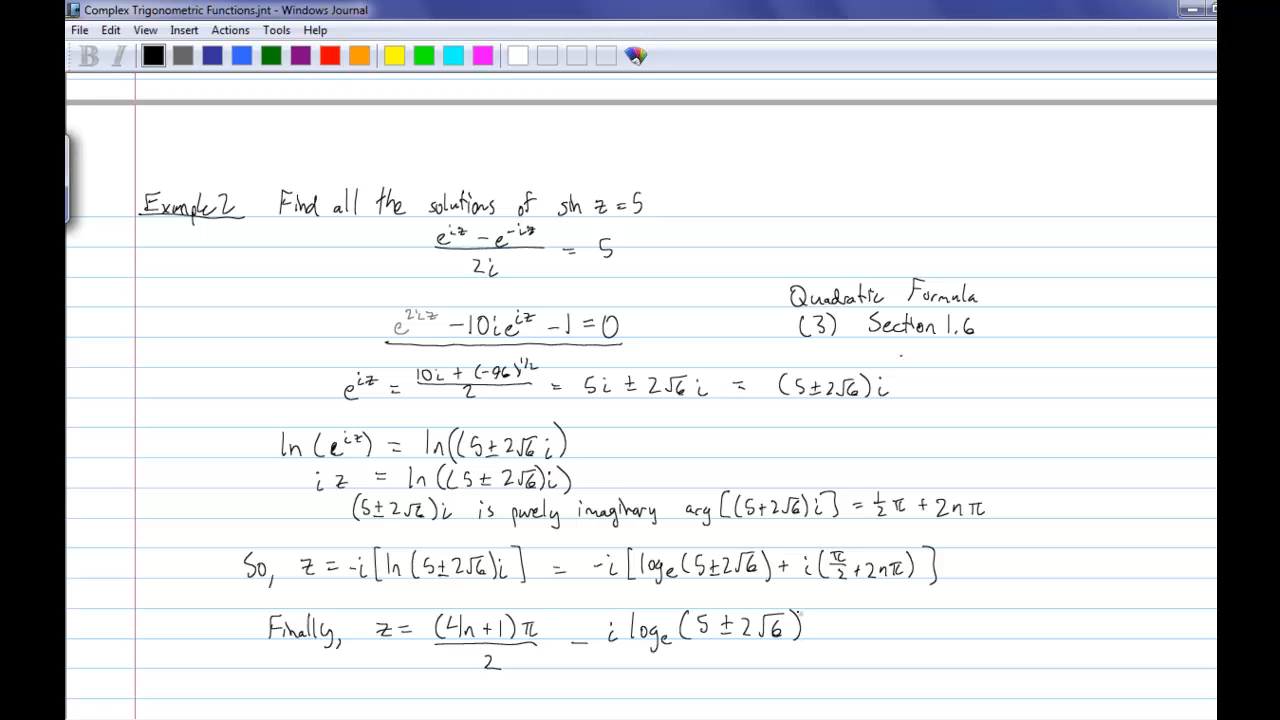 Complex Trigonometric Functions.jnt - Windows Journal
File Edit View Insert Actions Tools Help
B I
Example 2 Find all the solutions of sin z = 5
(e^{iz} - e^{-iz})/2i = 5
Quadratic Formula
e^{2iz} - 10ie^{iz} - 1 = 0 (3) Section 1.6
e^{iz} = (10i + (-96)^{1/2})/2 = 5i ± 2√6 i = (5 ± 2√6)i
ln(e^{iz}) = ln((5 ± 2√6 i)
iz = ln((5 ± 2√6)i)
(5 ± 2√6)i is purely imaginary arg[(5+2√6)i] = ½π + 2nπ
So, z = -i[ln(5 ± 2√6)i] = -i[log_e(5 ± 2√6) + i(π/2 + 2nπ)]
Finally, z = (4n+1)π/2 - i log_e(5 ± 2√6)